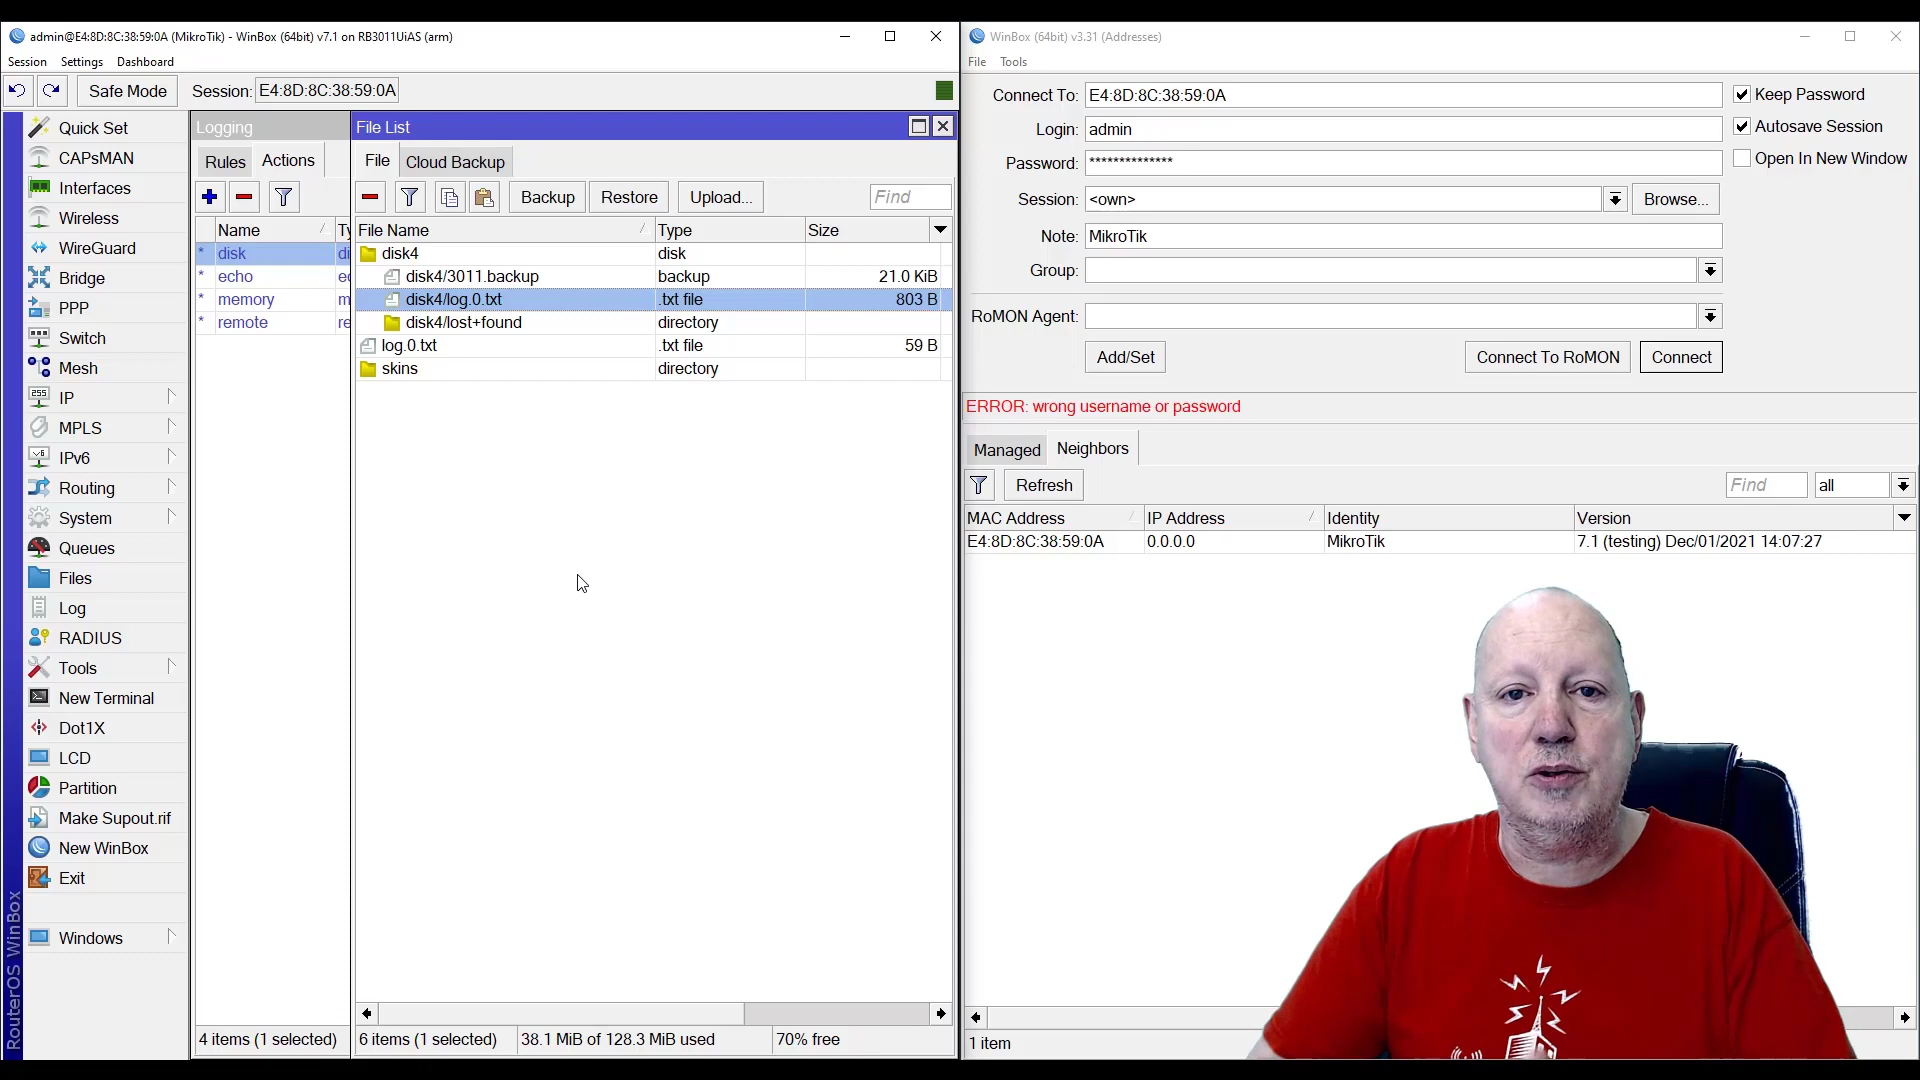 admin@E4:8D:8C:38:59:0A (MikroTik) - WinBox (64bit) v7.1 on RB3011UiAS (arm)
Session Settings Dashboard
Safe Mode Session: E4:8D:8C:38:59:0A
Quick Set
CAPsMAN
Interfaces
Wireless
WireGuard
Bridge
PPP
Switch
Mesh
IP
MPLS
IPv6
Routing
System
Queues
Files
Log
RADIUS
Tools
New Terminal
Dot1X
LCD
Partition
Make Supout.rif
New WinBox
Exit
Windows
RouterOS WinBox
Logging
Rules Actions
Name Ty
* disk di
* echo ec
* memory m
* remote re
4 items (1 selected)
File List
File Cloud Backup
Backup Restore Upload... Find
File Name Type Size
disk4 disk
disk4/3011.backup backup 21.0 KiB
disk4/log.0.txt .txt file 803 B
disk4/lost+found directory
log.0.txt .txt file 59 B
skins directory
6 items (1 selected) 38.1 MiB of 128.3 MiB used 70% free
WinBox (64bit) v3.31 (Addresses)
File Tools
Connect To: E4:8D:8C:38:59:0A Keep Password
Login: admin Autosave Session
Password: ************** Open In New Window
Session: <own> Browse...
Note: MikroTik
Group:
RoMON Agent:
Add/Set Connect To RoMON Connect
ERROR: wrong username or password
Managed Neighbors
Refresh Find all
MAC Address IP Address Identity Version
E4:8D:8C:38:59:0A 0.0.0.0 MikroTik 7.1 (testing) Dec/01/2021 14:07:27
1 item